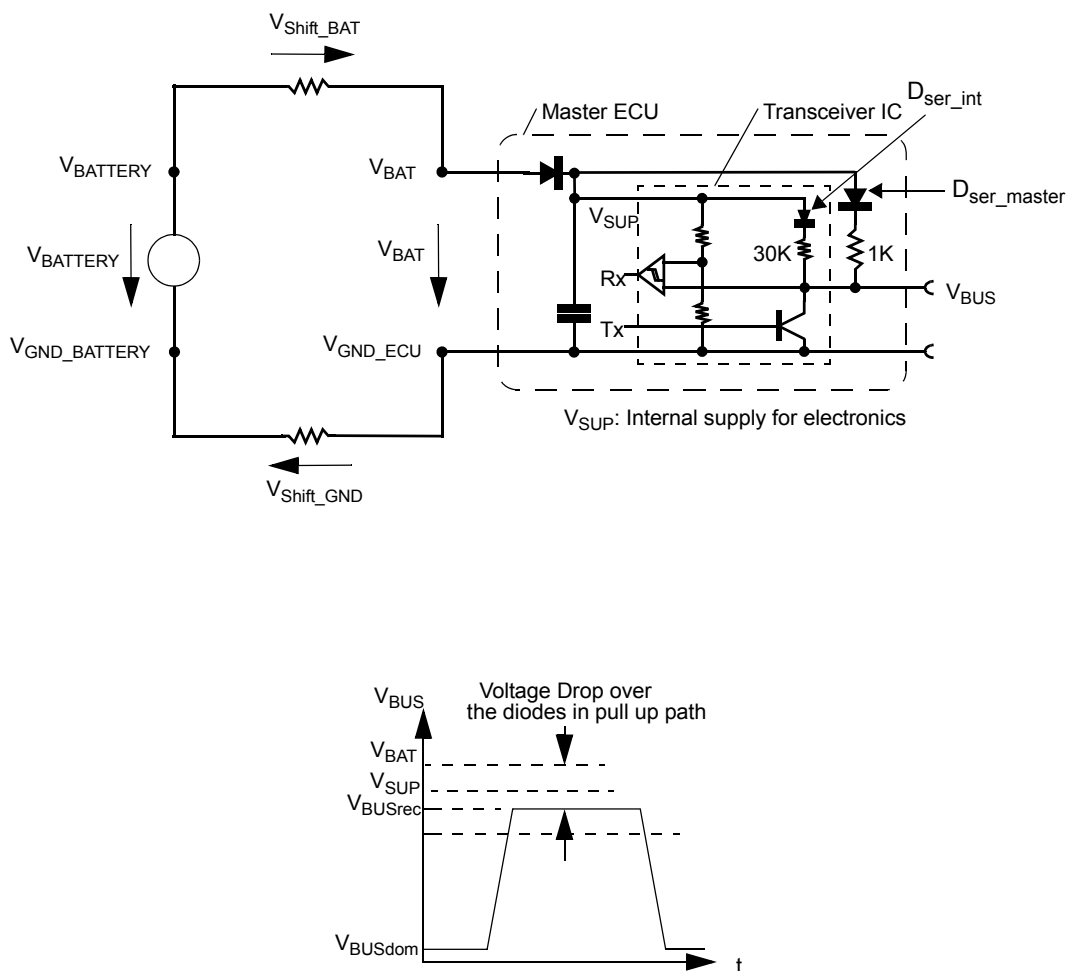 VShift_BAT
Dser_int
Master ECU
Transceiver IC
VBATTERY
VBAT
Dser_master
VSUP
VBATTERY
VBAT
30K
1K
Rx
VBUS
Tx
VGND_BATTERY
VGND_ECU
VSUP: Internal supply for electronics
VShift_GND
Voltage Drop over
the diodes in pull up path
VBUS
VBAT
VSUP
VBUSrec
VBUSdom
t